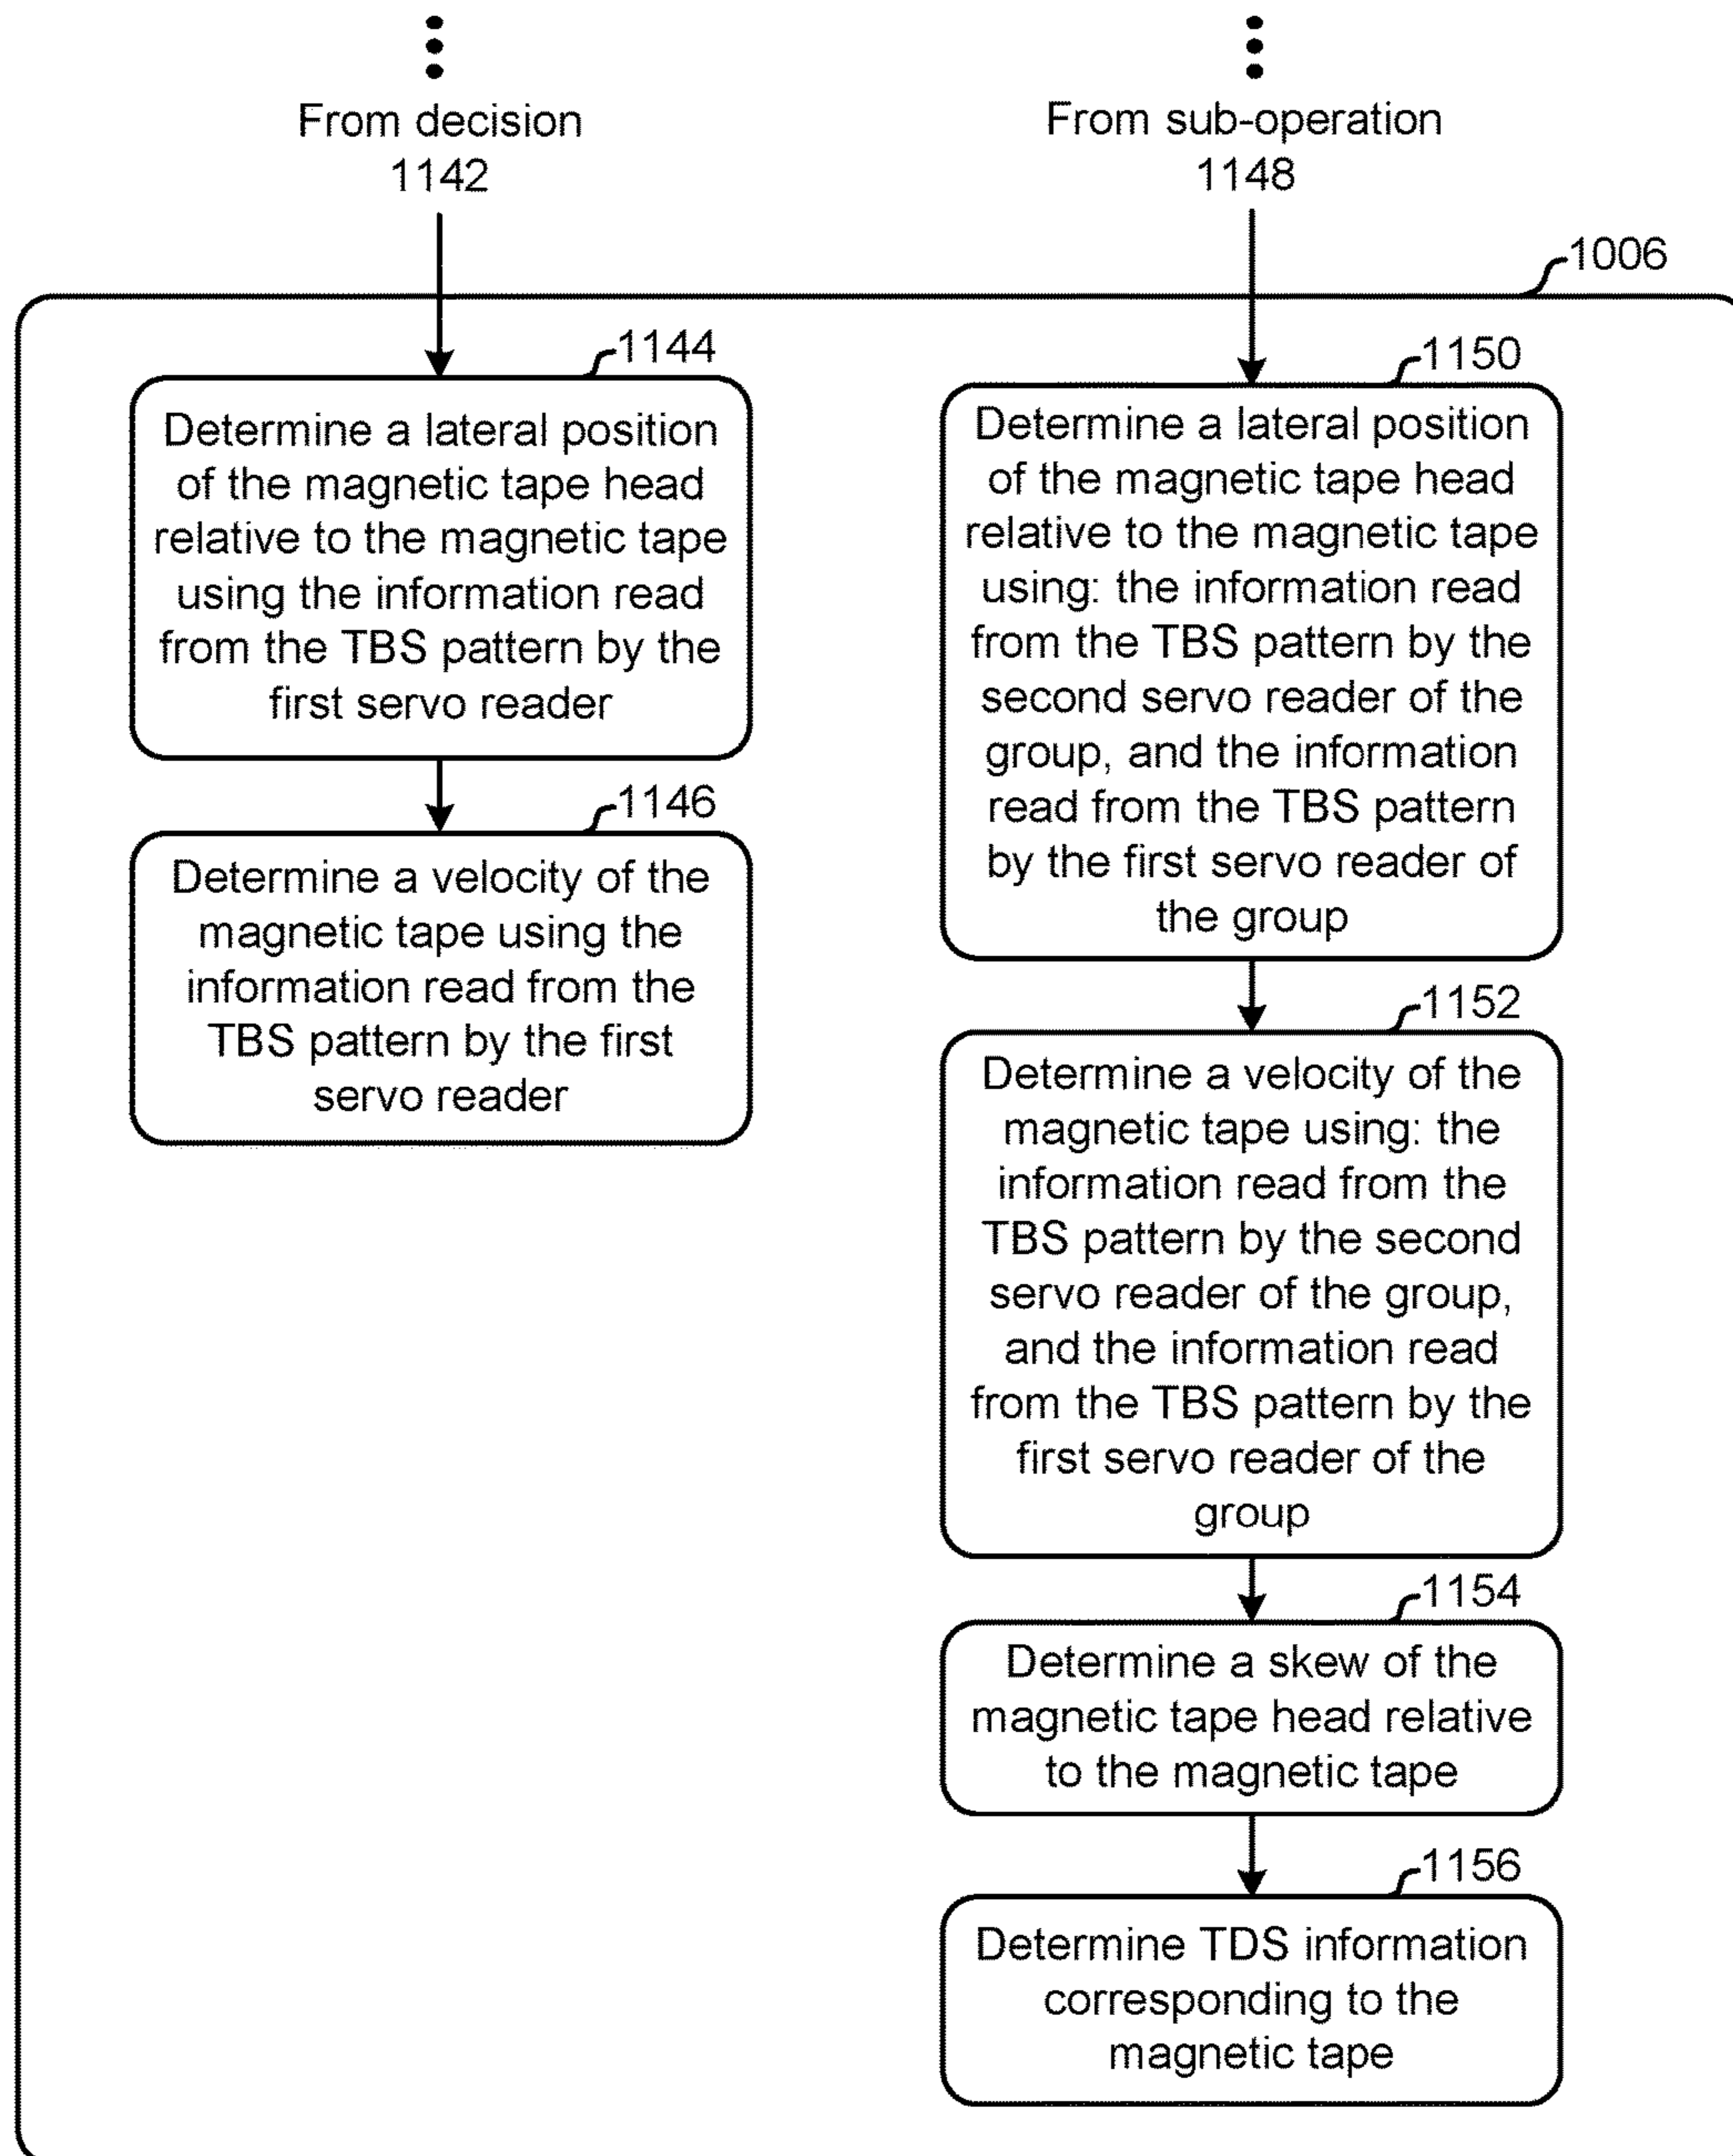 From decision
1142
From sub-operation
1148
1006
1144
Determine a lateral position
of the magnetic tape head
relative to the magnetic tape
using the information read
from the TBS pattern by the
first servo reader
1146
Determine a velocity of the
magnetic tape using the
information read from the
TBS pattern by the first
servo reader
1150
Determine a lateral position
of the magnetic tape head
relative to the magnetic tape
using: the information read
from the TBS pattern by the
second servo reader of the
group, and the information
read from the TBS pattern
by the first servo reader of
the group
1152
Determine a velocity of the
magnetic tape using: the
information read from the
TBS pattern by the second
servo reader of the group,
and the information read
from the TBS pattern by the
first servo reader of the
group
1154
Determine a skew of the
magnetic tape head relative
to the magnetic tape
1156
Determine TDS information
corresponding to the
magnetic tape